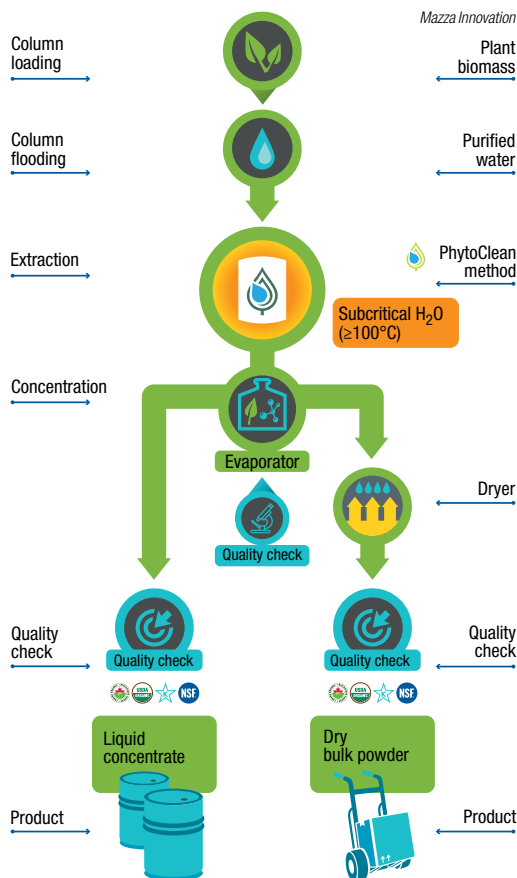 Mazza Innovation
Column
loading
Plant
biomass
Column
flooding
Purified
water
Extraction
PhytoClean
method
Subcritical H₂O
(≥100°C)
Concentration
Evaporator
Dryer
Quality check
Quality
check
Quality check
Quality check
Quality
check
USDA
NSF
USDA
NSF
Liquid
concentrate
Dry
bulk powder
Product
Product